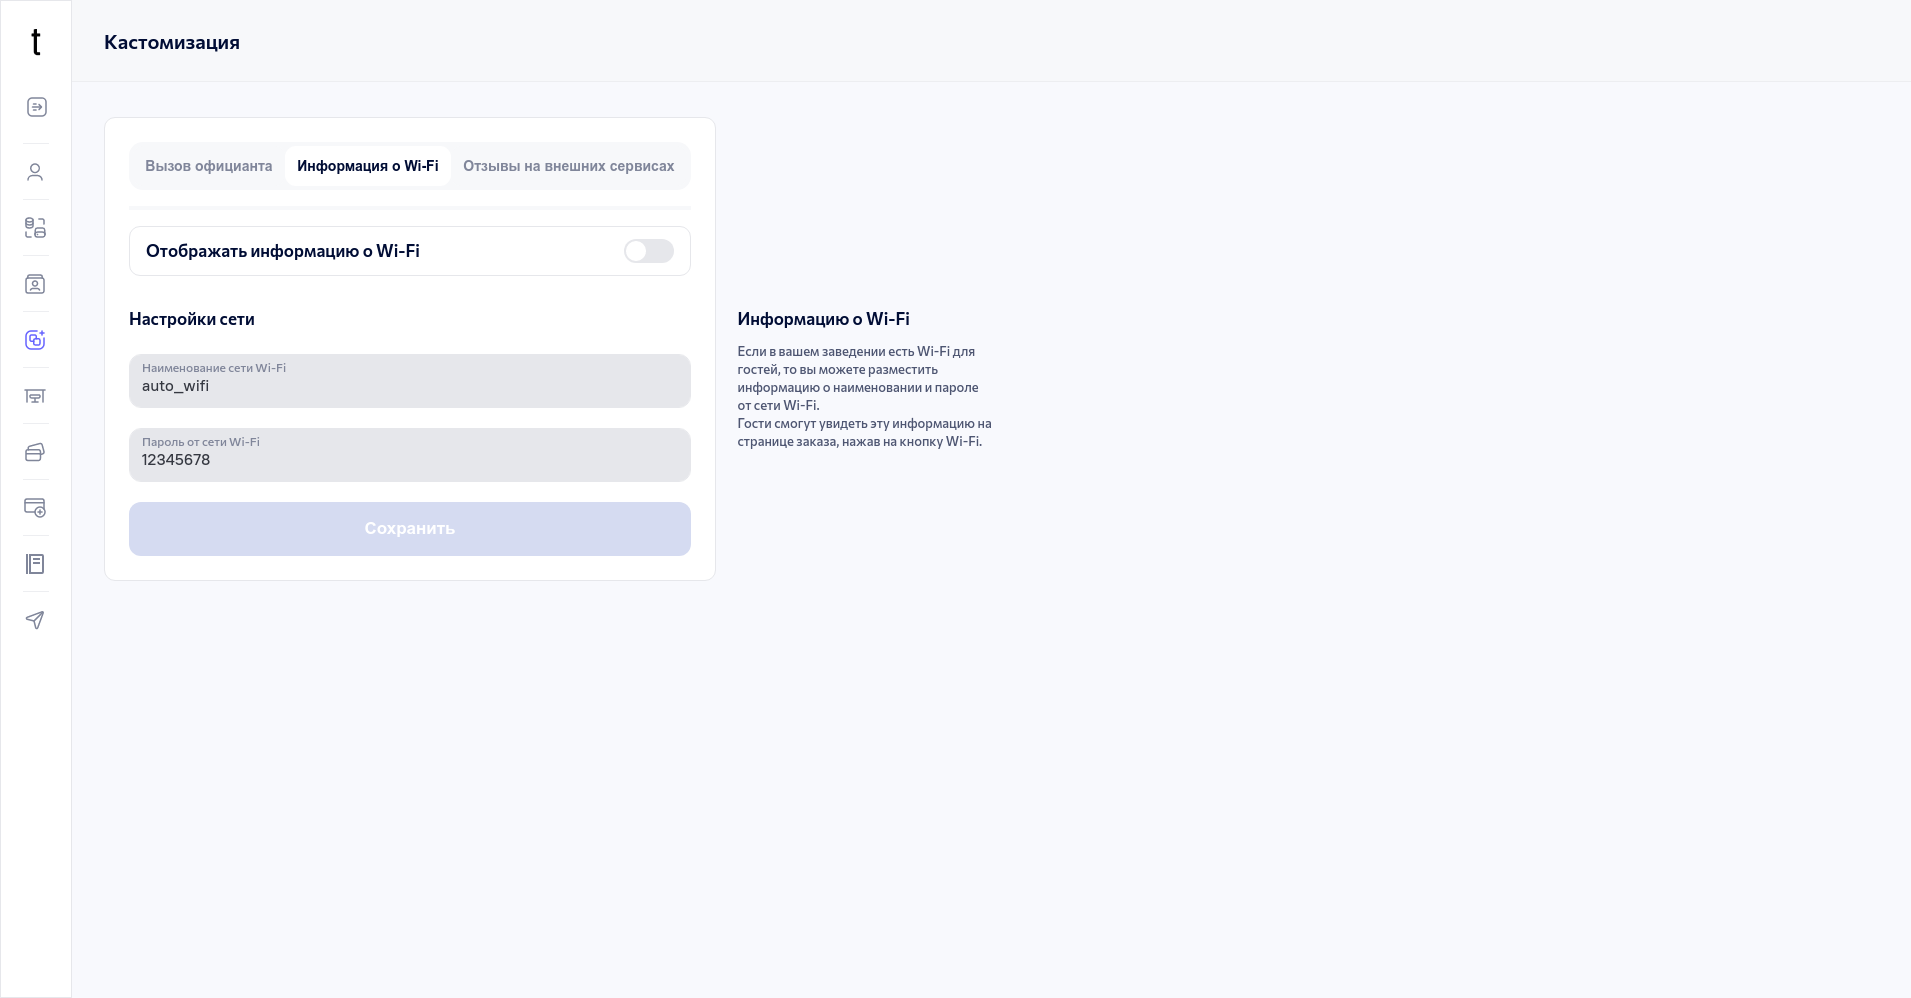 t
Кастомизация
Вызов официанта Информация о Wi-Fi Отзывы на внешних сервисах
Отображать информацию о Wi-Fi
Настройки сети
Наименование сети Wi-Fi
auto_wifi
Пароль от сети Wi-Fi
12345678
Сохранить
Информацию о Wi-Fi
Если в вашем заведении есть Wi-Fi для
гостей, то вы можете разместить
информацию о наименовании и пароле
от сети Wi-Fi.
Гости смогут увидеть эту информацию на
странице заказа, нажав на кнопку Wi-Fi.